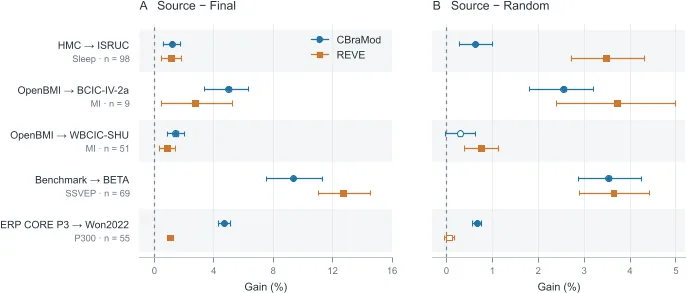 A Source − Final
B Source − Random
CBraMod
REVE
HMC → ISRUC
Sleep · n = 98
OpenBMI → BCIC-IV-2a
MI · n = 9
OpenBMI → WBCIC-SHU
MI · n = 51
Benchmark → BETA
SSVEP · n = 69
ERP CORE P3 → Won2022
P300 · n = 55
0 4 8 12 16
0 1 2 3 4 5
Gain (%)
Gain (%)